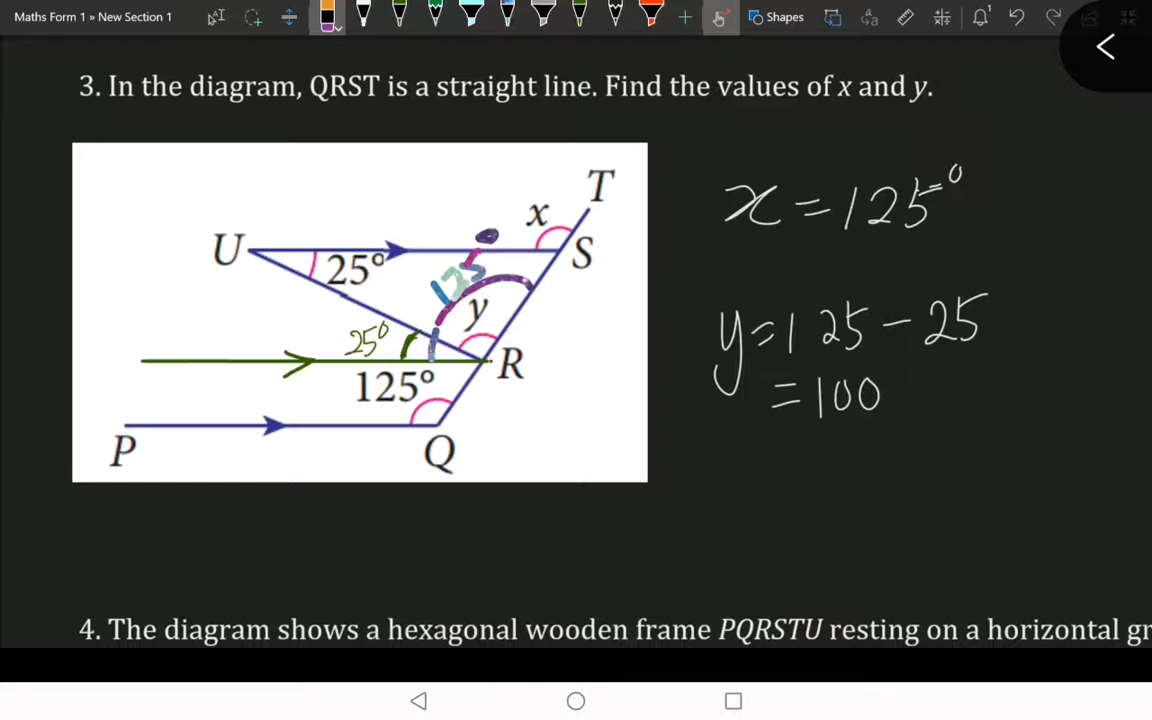 Maths Form 1 » New Section 1
Shapes
1
3. In the diagram, QRST is a straight line. Find the values of x and y.
T
x
U
S
25°
125
y
25°
R
125°
P
Q
x = 125°
y = 125 - 25
= 100
4. The diagram shows a hexagonal wooden frame PQRSTU resting on a horizontal gr